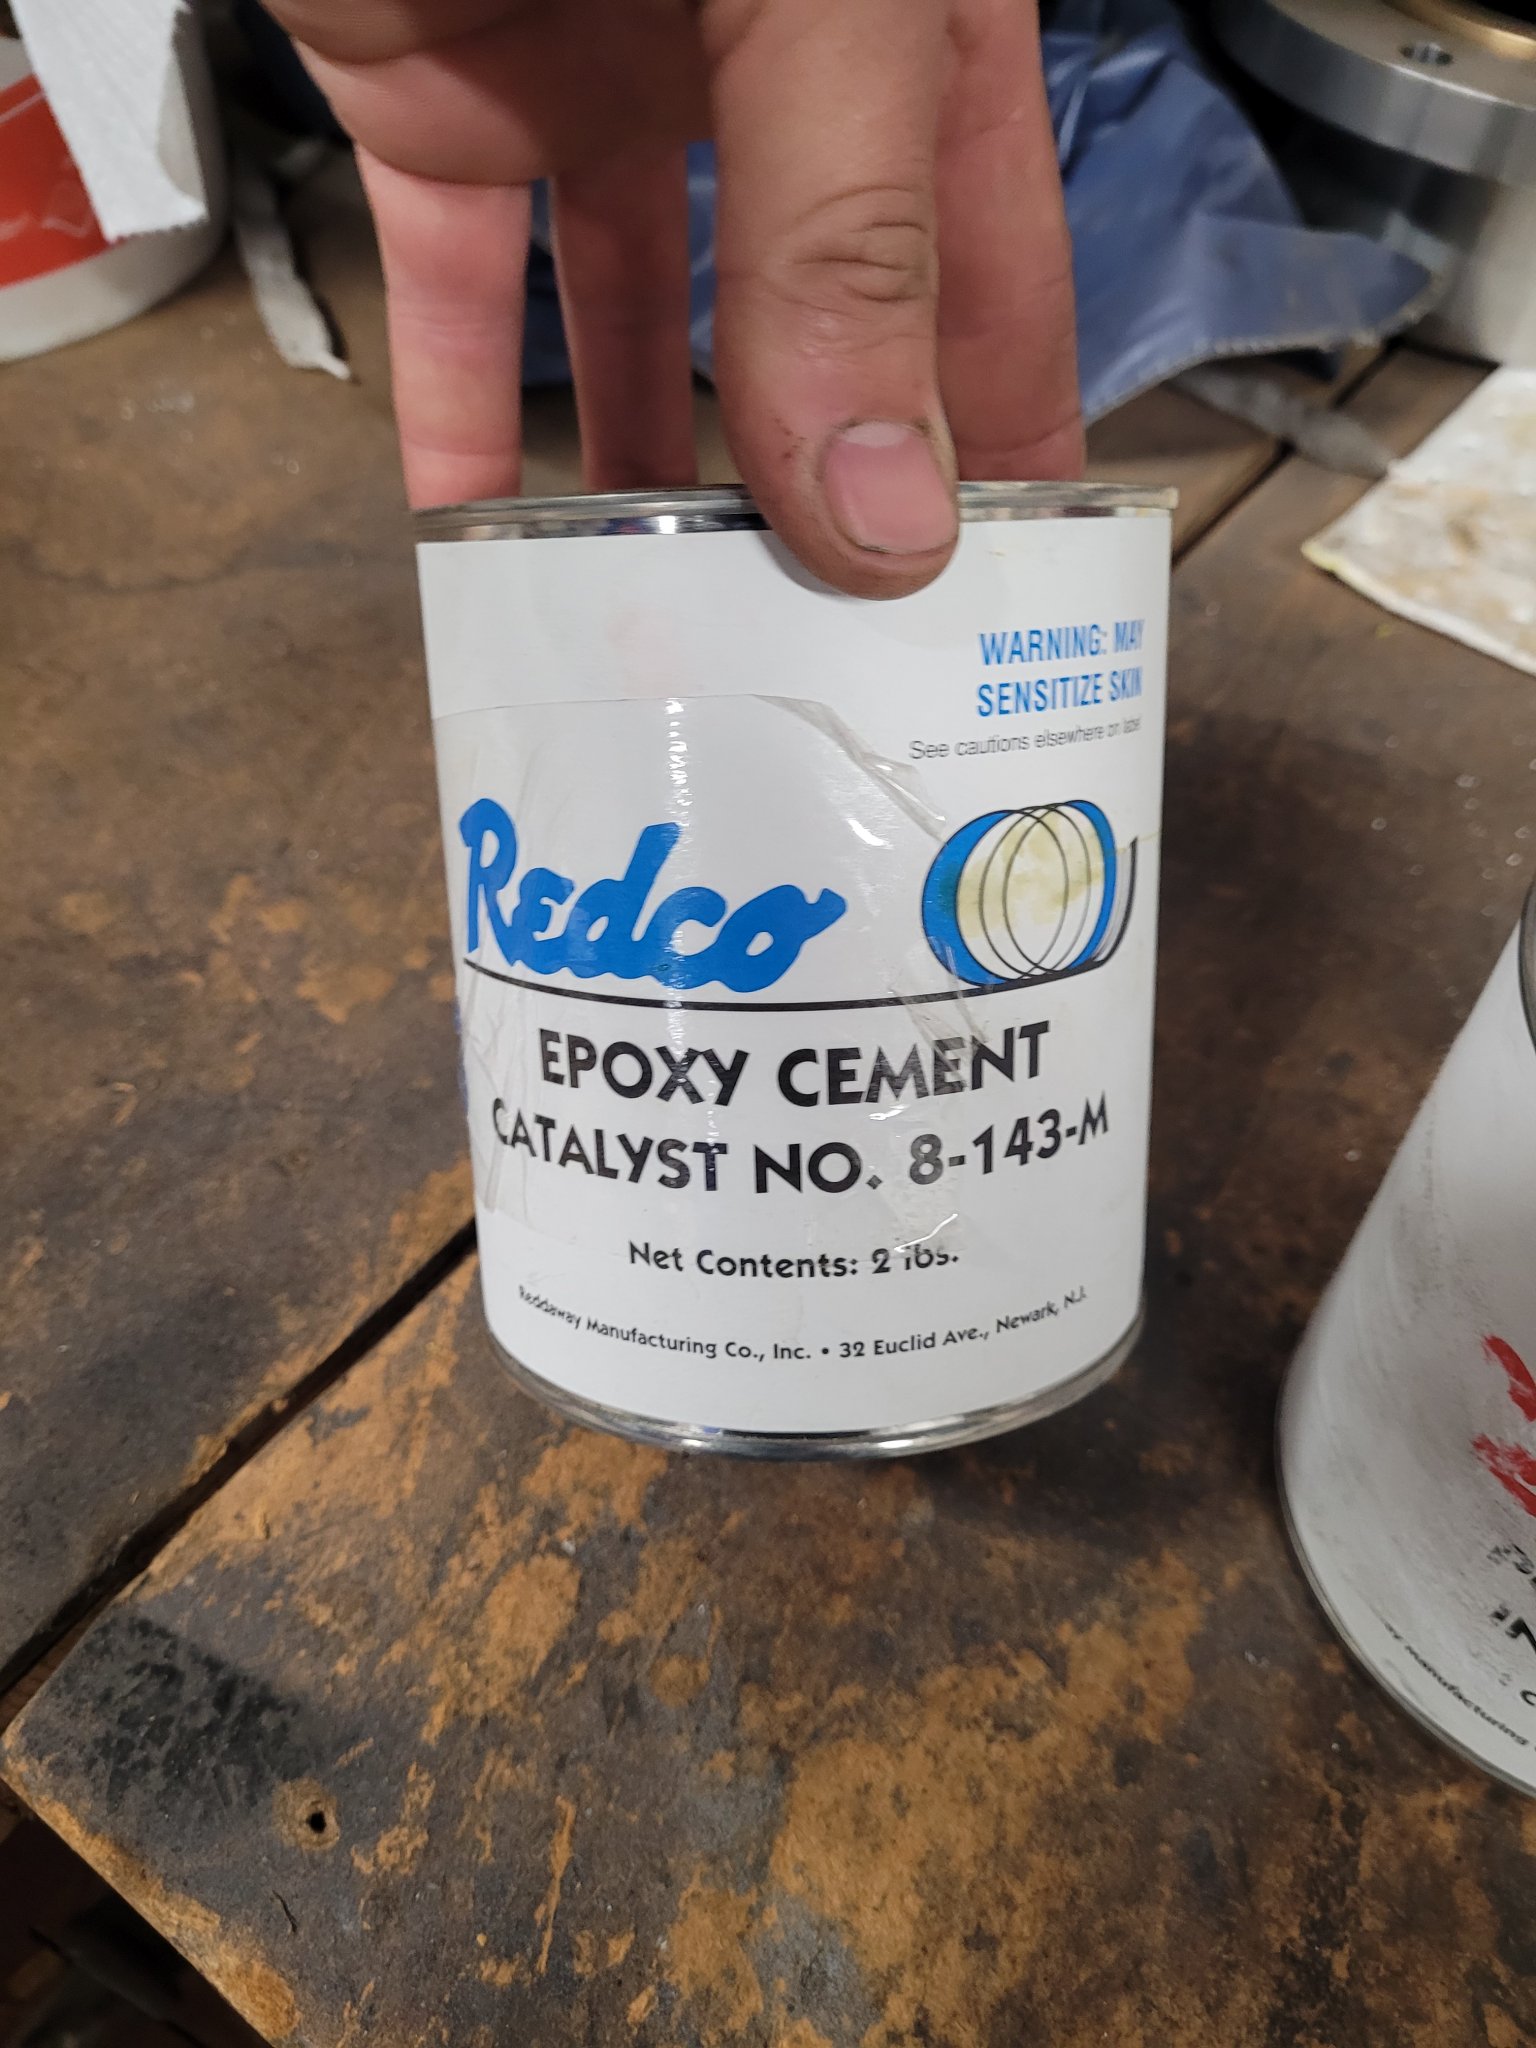 WARNING: MAY
SENSITIZE SKIN
See cautions elsewhere on label
Redco
EPOXY CEMENT
CATALYST NO. 8-143-M
Net Contents: 2 lbs.
Reddaway Manufacturing Co., Inc. • 32 Euclid Ave., Newark, N.J.
Manufacturing